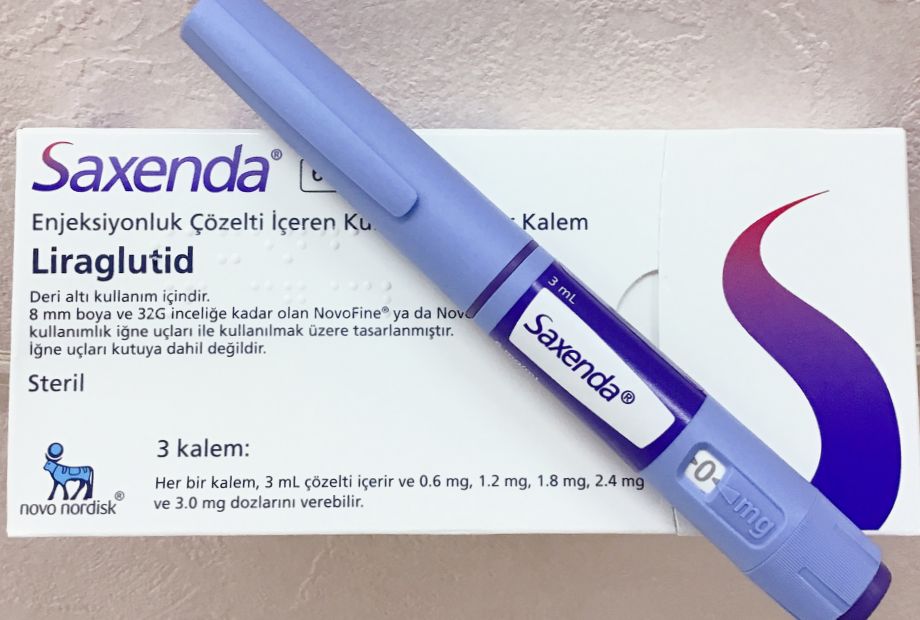 Saxenda®
Enjeksiyonluk Çözelti İçeren Kalem
Liraglutid
Deri altı kullanım içindir.
8 mm boya ve 32G inceliğe kadar olan NovoFine® ya da
kullanımlık iğne uçları ile kullanılmak üzere tasarlanmıştır.
İğne uçları kutuya dahil değildir.
Steril
3 kalem:
Her bir kalem, 3 mL çözelti içerir ve 0.6 mg, 1.2 mg, 1.8 mg, 2.4 mg
ve 3.0 mg dozlarını verebilir.
novo nordisk®
3 mL
Saxenda®
0
mg